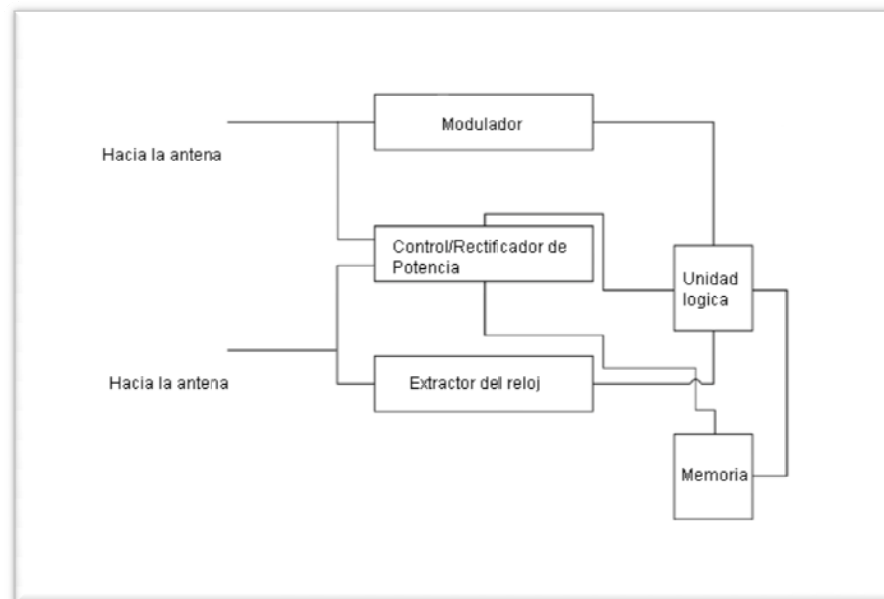 Modulador
Hacia la antena
Control/Rectificador de
Potencia
Unidad
logica
Hacia la antena
Extractor del reloj
Memoria